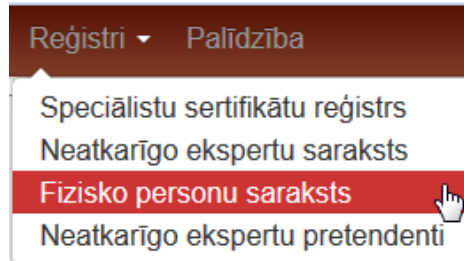 Reģistri Palīdzība
Speciālistu sertifikātu reģistrs
Neatkarīgo ekspertu saraksts
Fizisko personu saraksts
Neatkarīgo ekspertu pretendenti